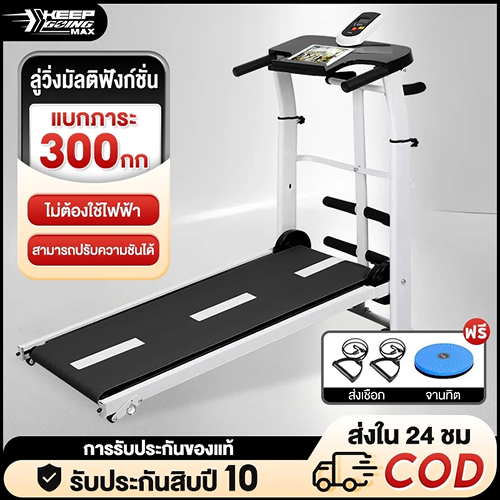 KEEP
GOING
MAX
ลู่วิ่งมัลติฟังก์ชั่น
แบกภาระ
300กก
ไม่ต้องใช้ไฟฟ้า
สามารถปรับความชันได้
ฟรี
ส่งเชือก
จานทิต
การรับประกันของแท้
รับประกันสิบปี 10
ส่งใน 24 ชม
COD